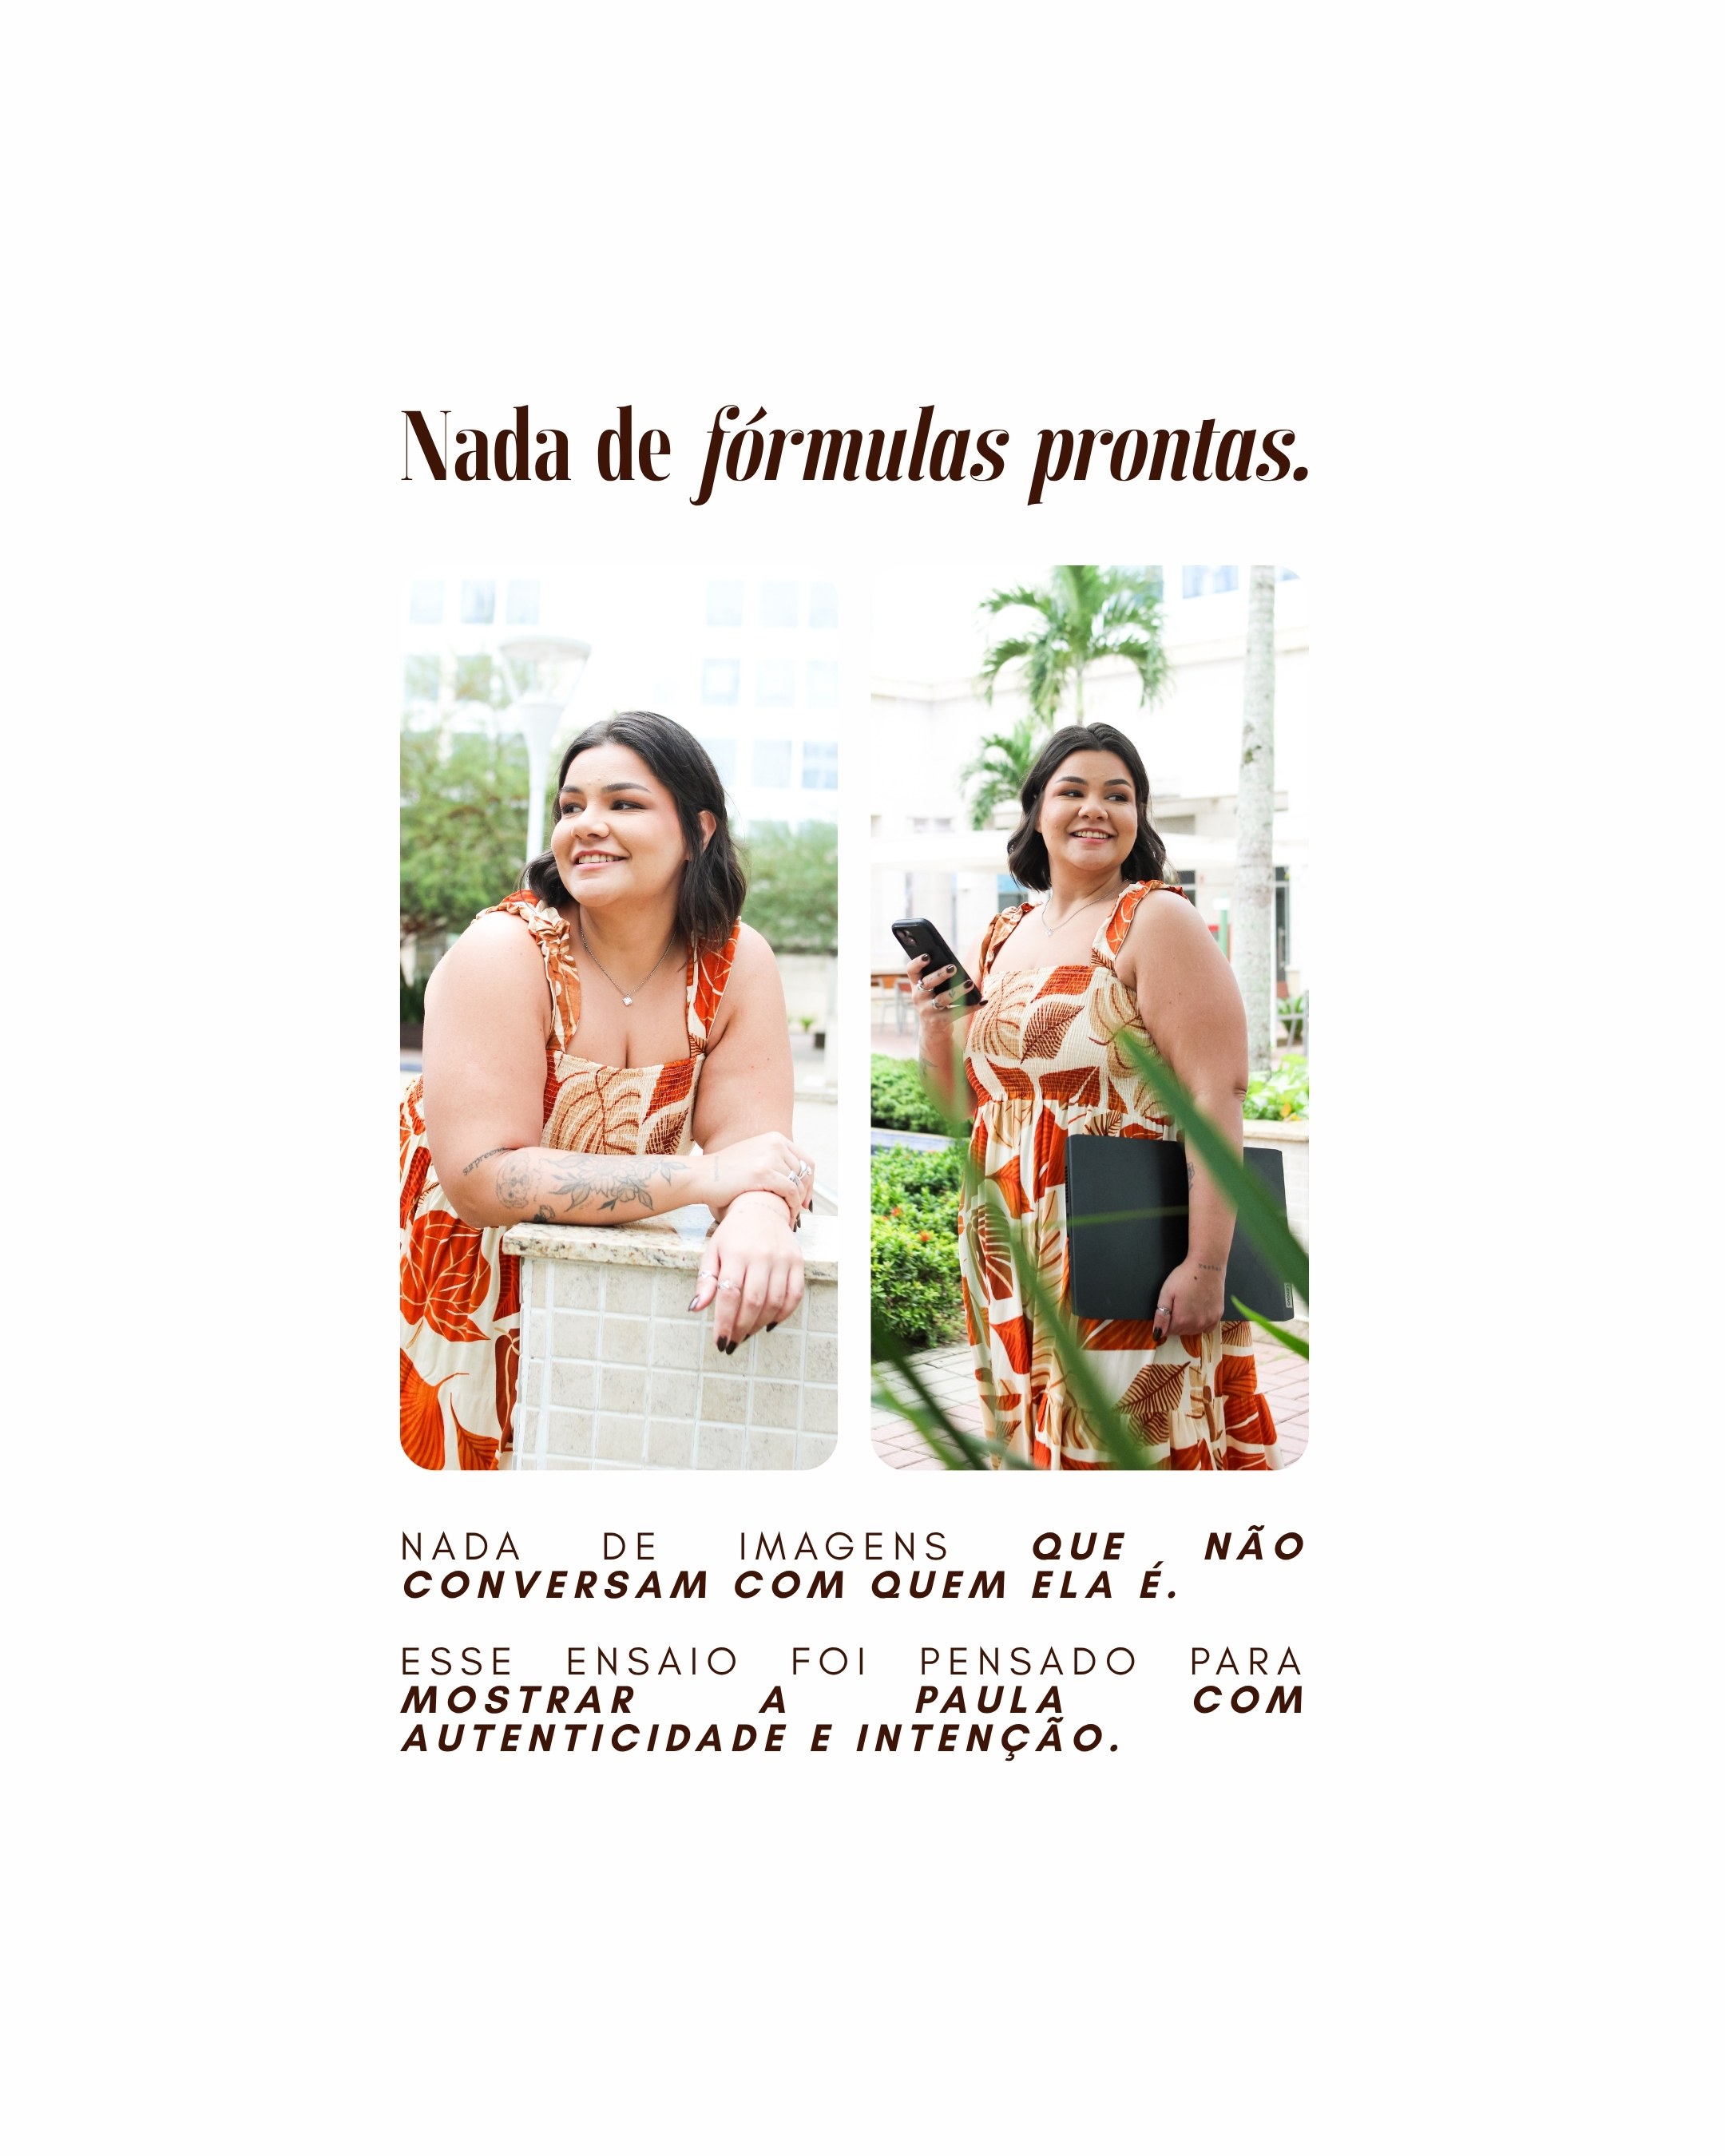 Nada de fórmulas prontas.
NADA DE IMAGENS QUE NÃO
CONVERSAM COM QUEM ELA É.
ESSE ENSAIO FOI PENSADO PARA
MOSTRAR A PAULA COM
AUTENTICIDADE E INTENÇÃO.